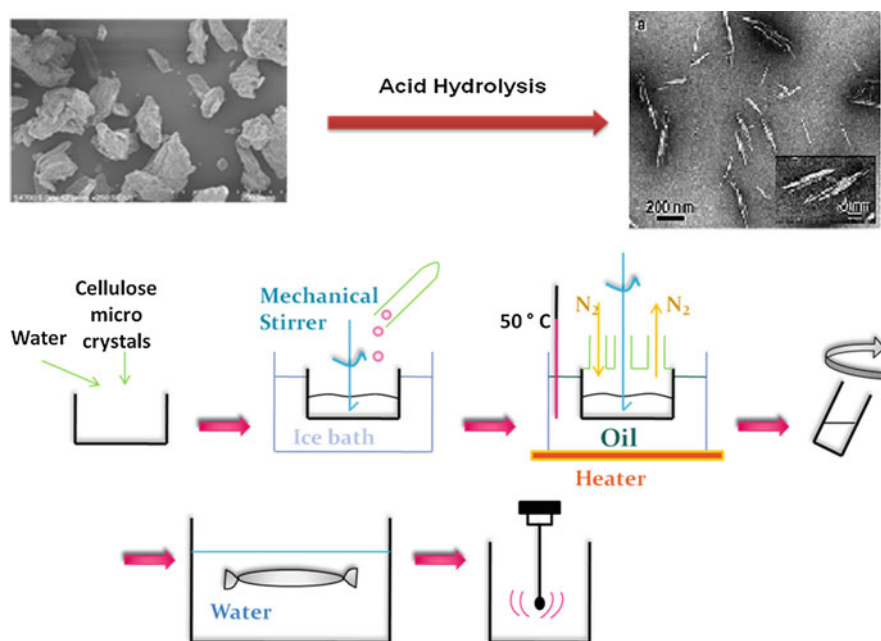 Acid Hydrolysis
200 nm
Cellulose
micro
crystals
Water
Mechanical
Stirrer
Ice bath
50 ° C
N2
N2
Oil
Heater
Water